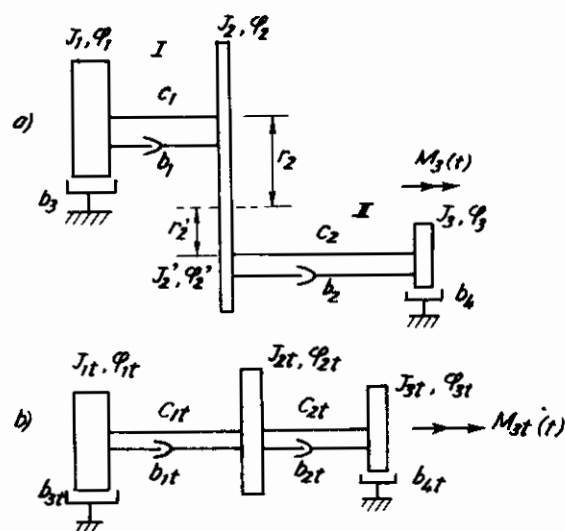 J₁, φ₁
I
J₂, φ₂
a)
c₁
b₁
r₂
b₃
M₃(t)
II
r₂'
J₃, φ₃
c₂
J₂', φ₂'
b₂
b₄
J₂t, φ₂t
J₁t, φ₁t
J₃t, φ₃t
b)
c₁t
c₂t
M₃t(t)
b₁t
b₂t
b₃t
b₄t